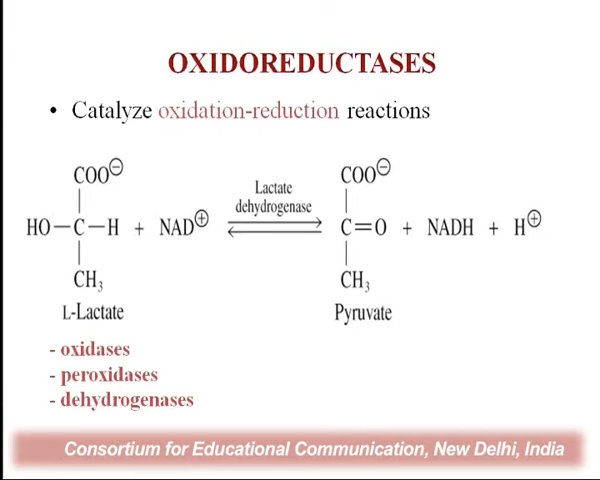 OXIDOREDUCTASES
• Catalyze oxidation-reduction reactions
COO⊖ COO⊖
Lactate
dehydrogenase
HO—C—H + NAD⊕ ⇌ C=O + NADH + H⊕
CH₃ CH₃
L-Lactate Pyruvate
- oxidases
- peroxidases
- dehydrogenases
Consortium for Educational Communication, New Delhi, India